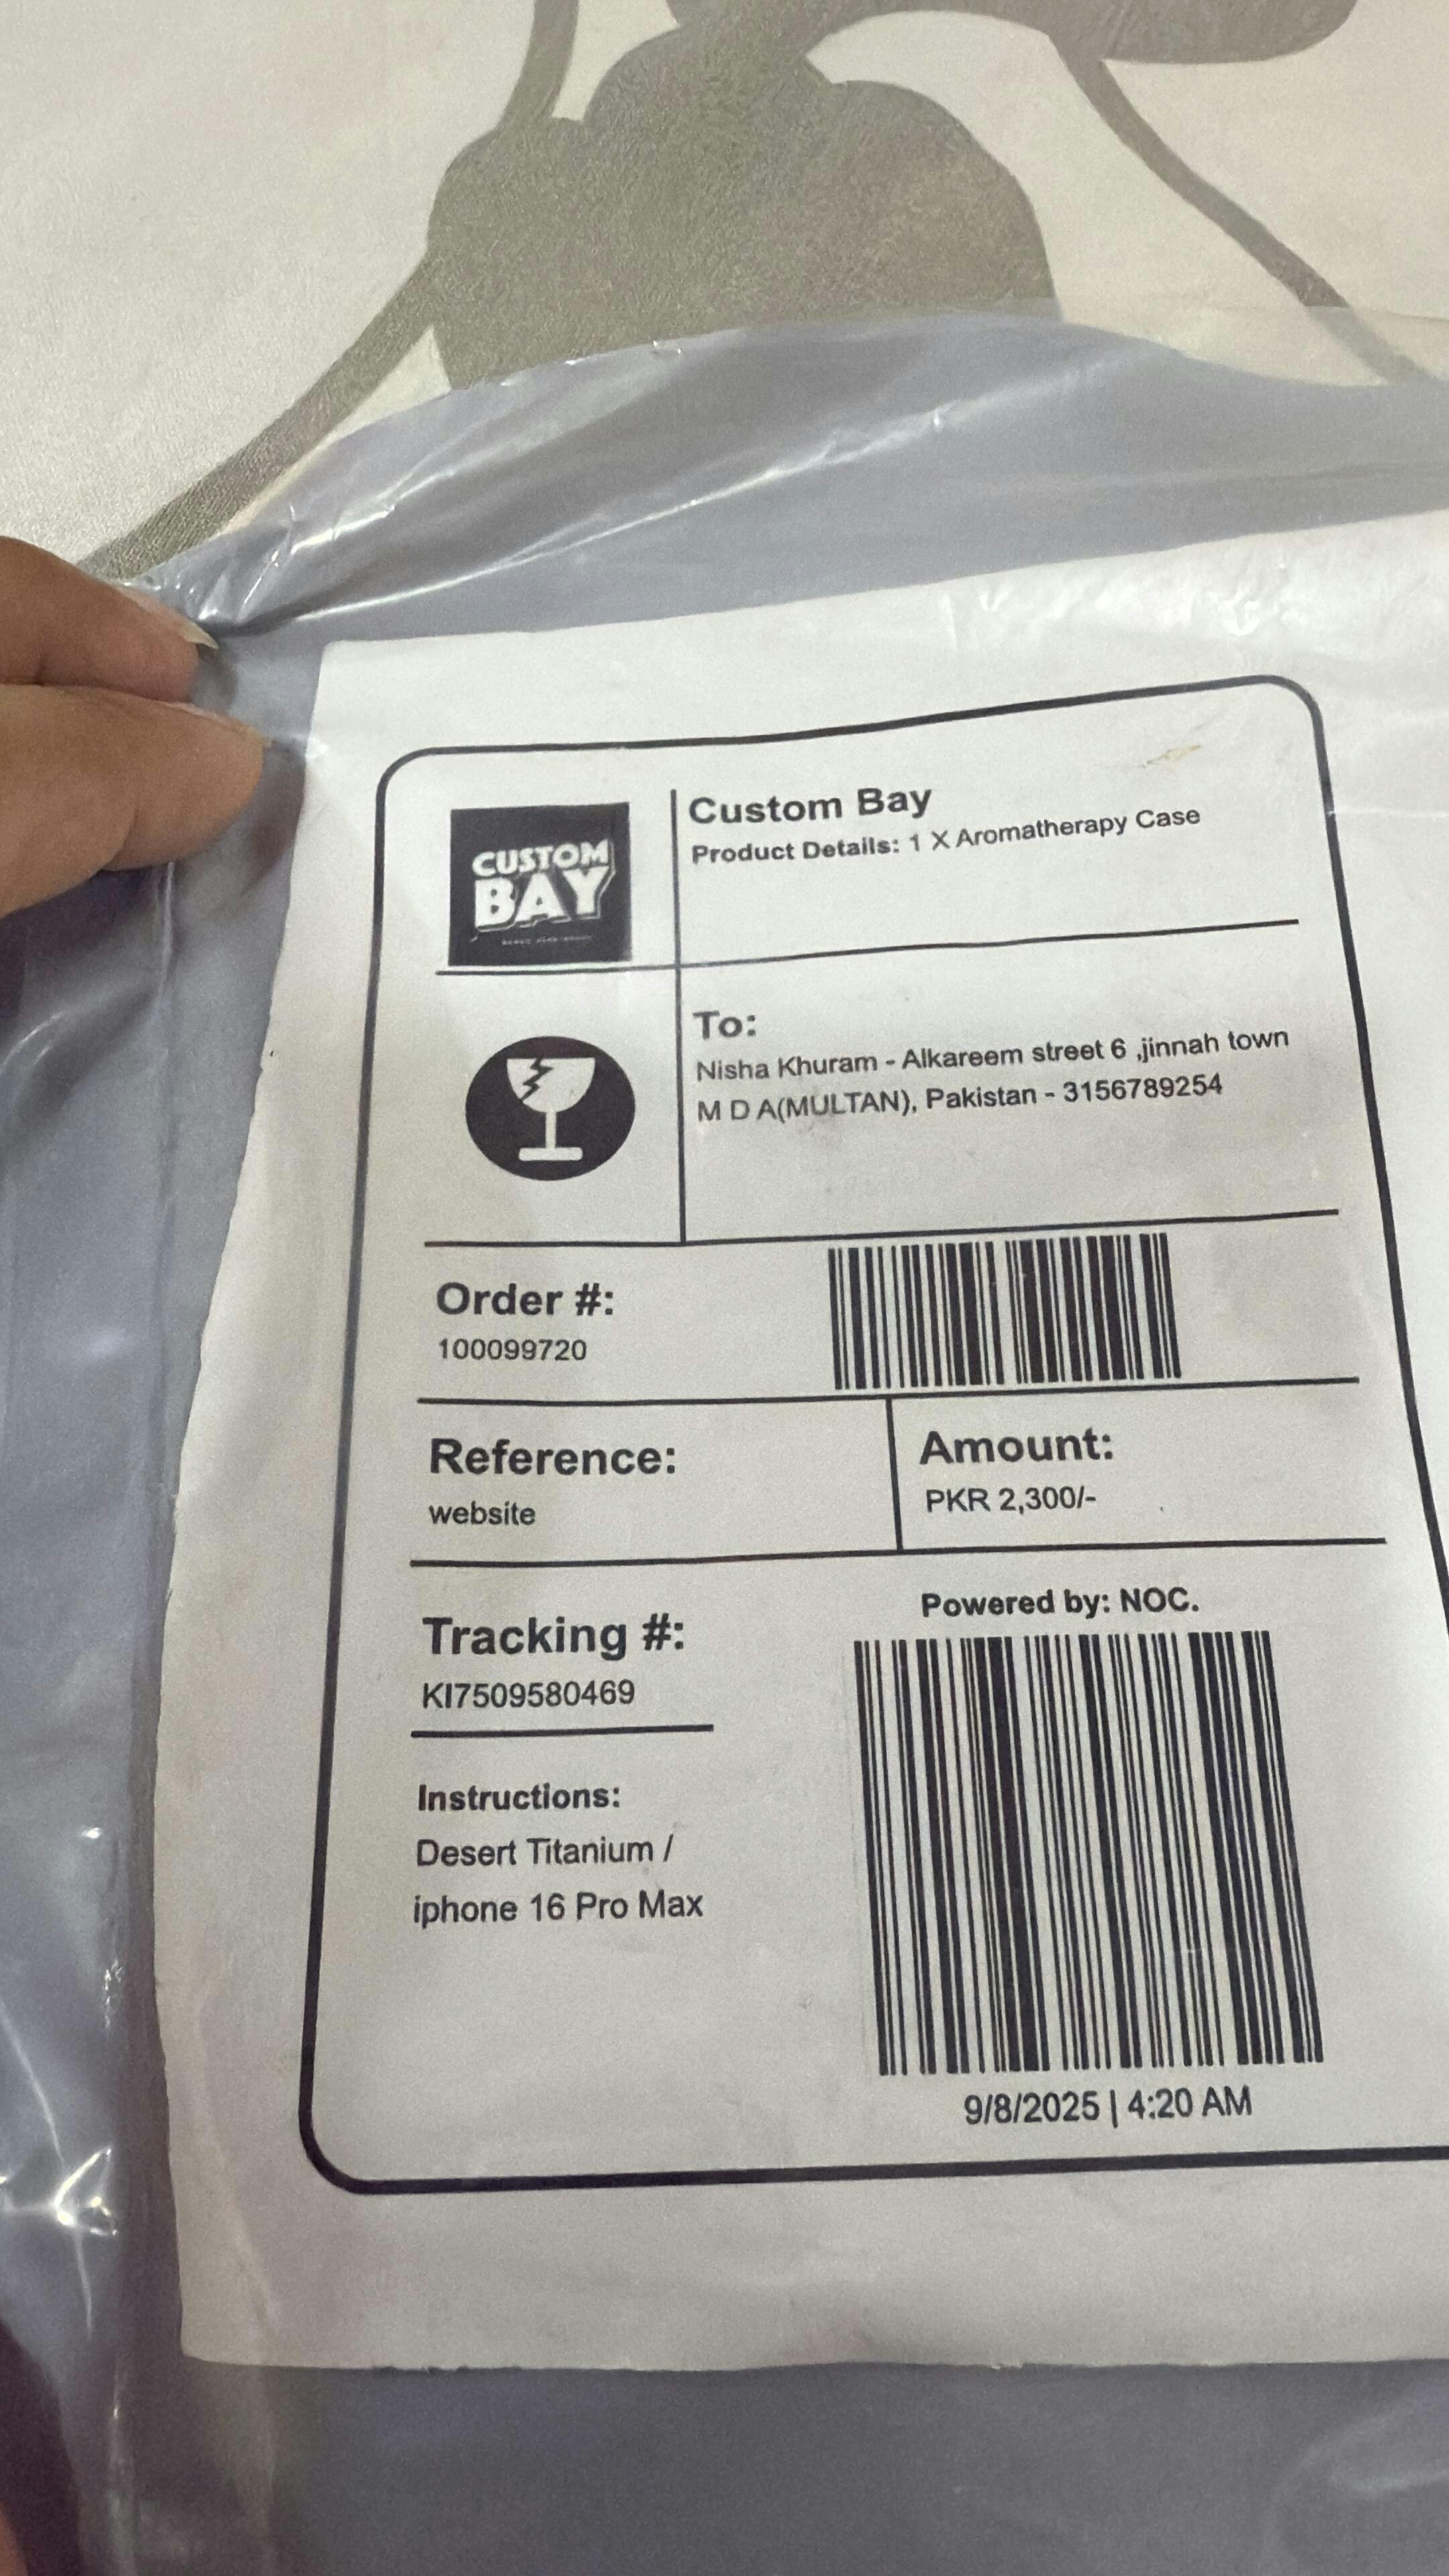 CUSTOM
BAY
Custom Bay
Product Details: 1 X Aromatherapy Case
To:
Nisha Khuram - Alkareem street 6 ,jinnah town
M D A(MULTAN), Pakistan - 3156789254
Order #:
100099720
Reference:
website
Amount:
PKR 2,300/-
Tracking #:
KI7509580469
Powered by: NOC.
Instructions:
Desert Titanium /
iphone 16 Pro Max
9/8/2025 | 4:20 AM